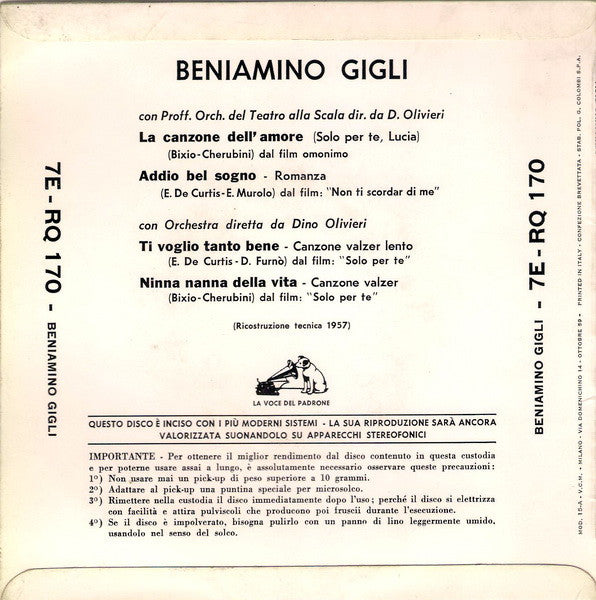 BENIAMINO GIGLI
con Proff. Orch. del Teatro alla Scala dir. da D. Olivieri
La canzone dell'amore (Solo per te, Lucia)
(Bixio-Cherubini) dal film omonimo
Addio bel sogno - Romanza
(E. De Curtis-E. Murolo) dal film: "Non ti scordar di me"
con Orchestra diretta da Dino Olivieri
Ti voglio tanto bene - Canzone valzer lento
(E. De Curtis - D. Furnò) dal film: "Solo per te"
Ninna nanna della vita - Canzone valzer
(Bixio-Cherubini) dal film: "Solo per te"
(Ricostruzione tecnica 1957)
LA VOCE DEL PADRONE
QUESTO DISCO È INCISO CON I PIÙ MODERNI SISTEMI - LA SUA RIPRODUZIONE SARÀ ANCORA
VALORIZZATA SUONANDOLO SU APPARECCHI STEREOFONICI
IMPORTANTE - Per ottenere il miglior rendimento dal disco contenuto in questa custodia
e per poterne usare assai a lungo, è assolutamente necessario osservare queste precauzioni:
1°) Non usare mai un pick-up di peso superiore a 10 grammi.
2°) Adattare al pick-up una puntina speciale per microsolco.
3°) Rimettere nella custodia il disco immediatamente dopo l'uso; perché il disco si elettrizza
con facilità e attira pulviscoli che producono poi fruscii durante l'esecuzione.
4°) Se il disco è impolverato, bisogna pulirlo con un panno di lino leggermente umido,
usandolo nel senso del solco.
7E - RQ 170 - BENIAMINO GIGLI
BENIAMINO GIGLI - 7E - RQ 170
MOD. 15-A - V.C.M. - MILANO - VIA DOMENICHINO 14 - OTTOBRE 59 - PRINTED IN ITALY - CONFEZIONE BREVETTATA - STAB. POL. G. COLOMBI S.P.A.